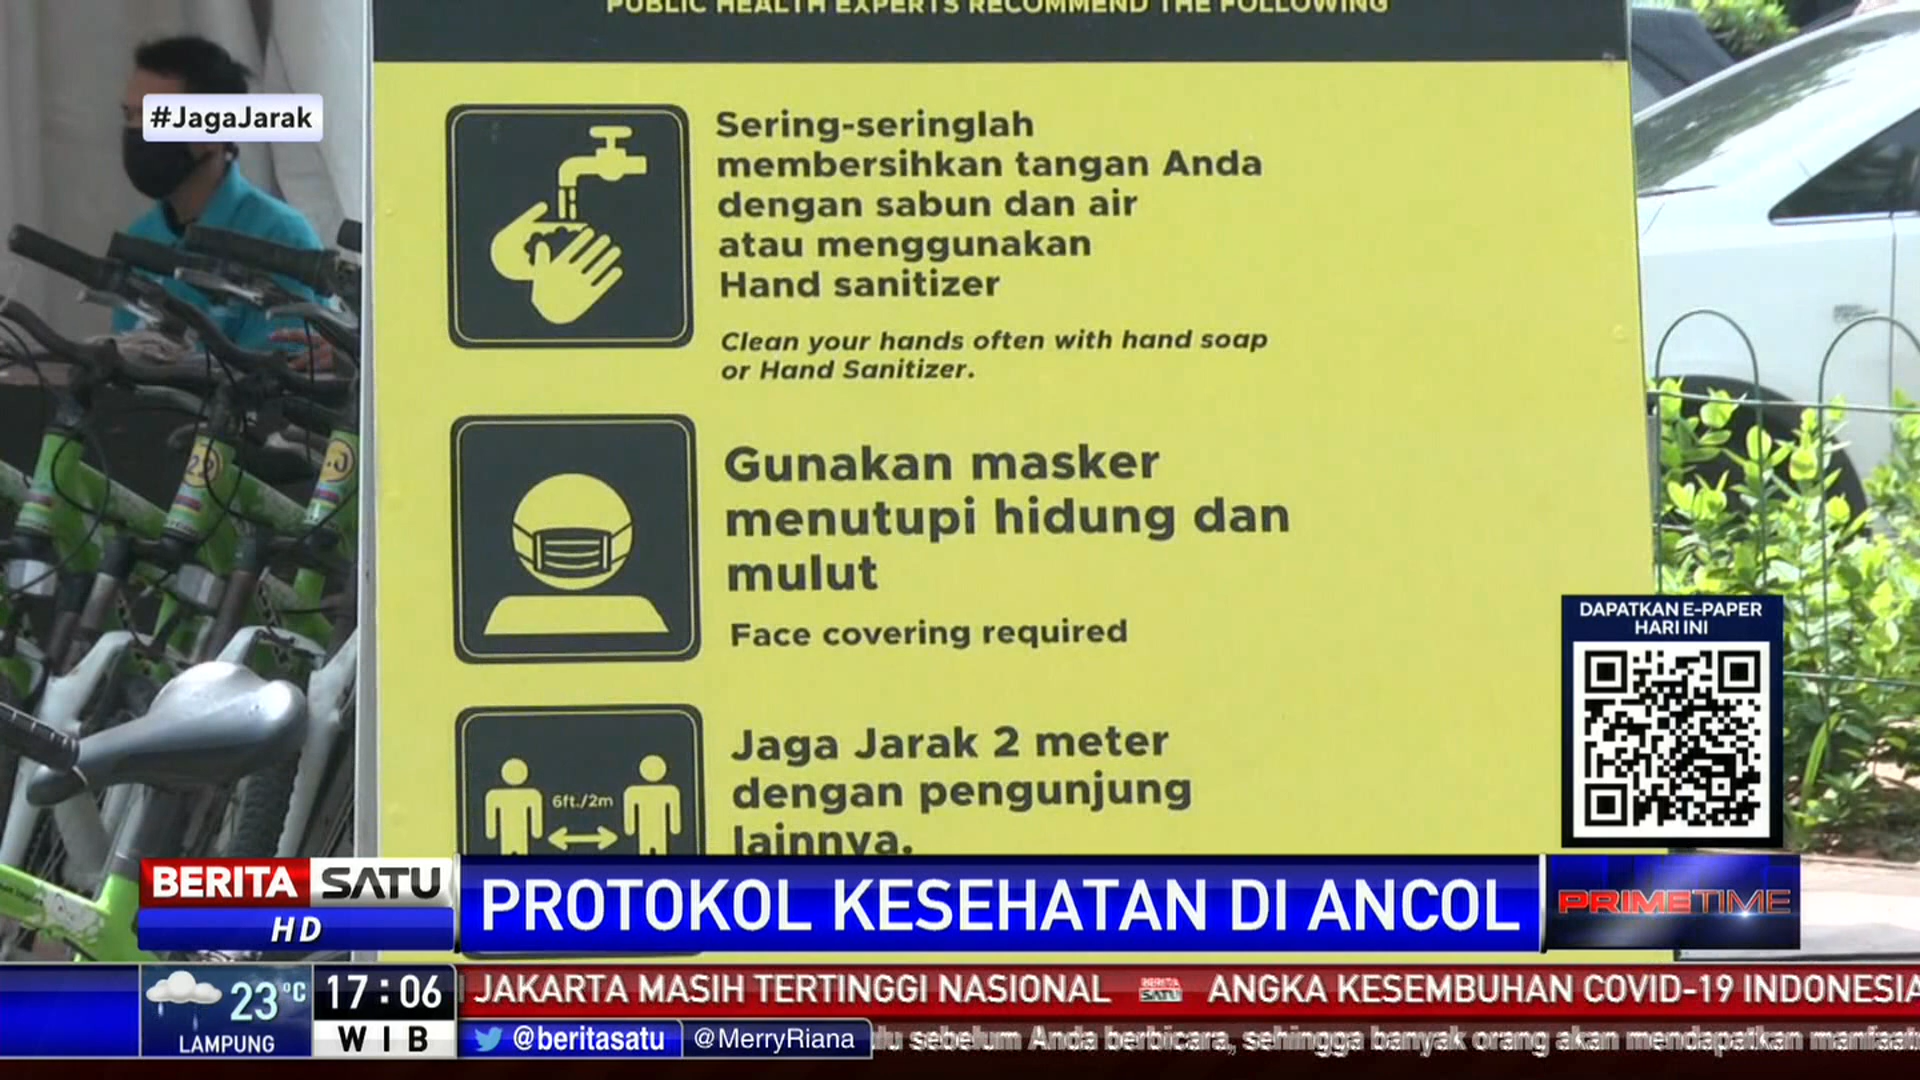 PUBLIC HEALTH EXPERTS RECOMMEND THE FOLLOWING
#JagaJarak
Sering-seringlah
membersihkan tangan Anda
dengan sabun dan air
atau menggunakan
Hand sanitizer
Clean your hands often with hand soap
or Hand Sanitizer.
Gunakan masker
menutupi hidung dan
mulut
Face covering required
6ft./2m
Jaga Jarak 2 meter
dengan pengunjung
lainnya.
22
DAPATKAN E-PAPER
HARI INI
BERITA SATU
HD
PROTOKOL KESEHATAN DI ANCOL
PRIMETIME
23°C
LAMPUNG
17:06
WIB
JAKARTA MASIH TERTINGGI NASIONAL BERITA SATU ANGKA KESEMBUHAN COVID-19 INDONESIA
@beritasatu @MerryRiana sebelum Anda berbicara, sehingga banyak orang akan mendapatkan manfaat